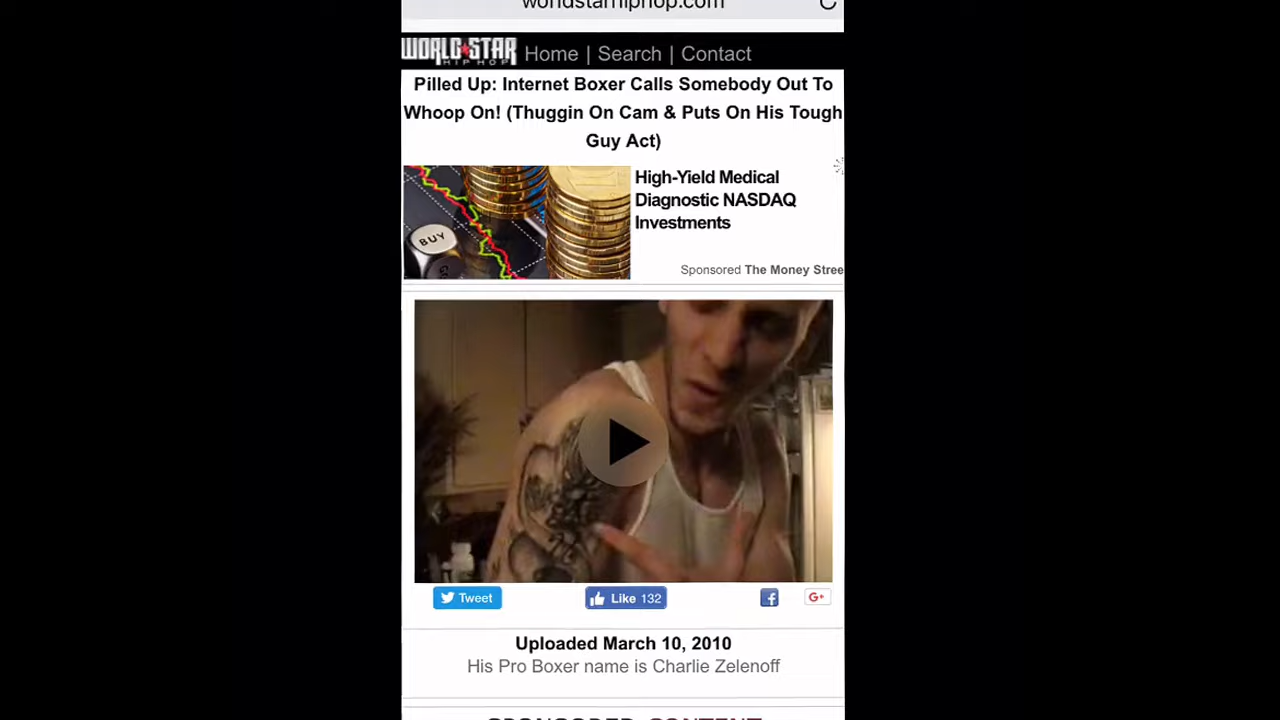 worldstarhiphop.com
WORLD STAR
HIP HOP
Home | Search | Contact
Pilled Up: Internet Boxer Calls Somebody Out To
Whoop On! (Thuggin On Cam & Puts On His Tough
Guy Act)
BUY
High-Yield Medical
Diagnostic NASDAQ
Investments
Sponsored The Money Stree
Tweet
Like 132
G+
Uploaded March 10, 2010
His Pro Boxer name is Charlie Zelenoff
SPONSORED CONTENT